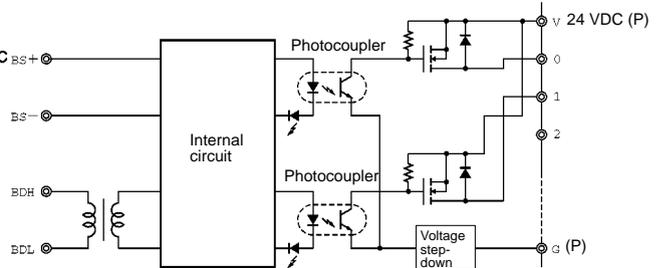 V 24 VDC (P)
Photocoupler
C BS+
0
1
BS−
2
Internal
circuit
Photocoupler
BDH
Voltage
step-
down
BDL
G (P)